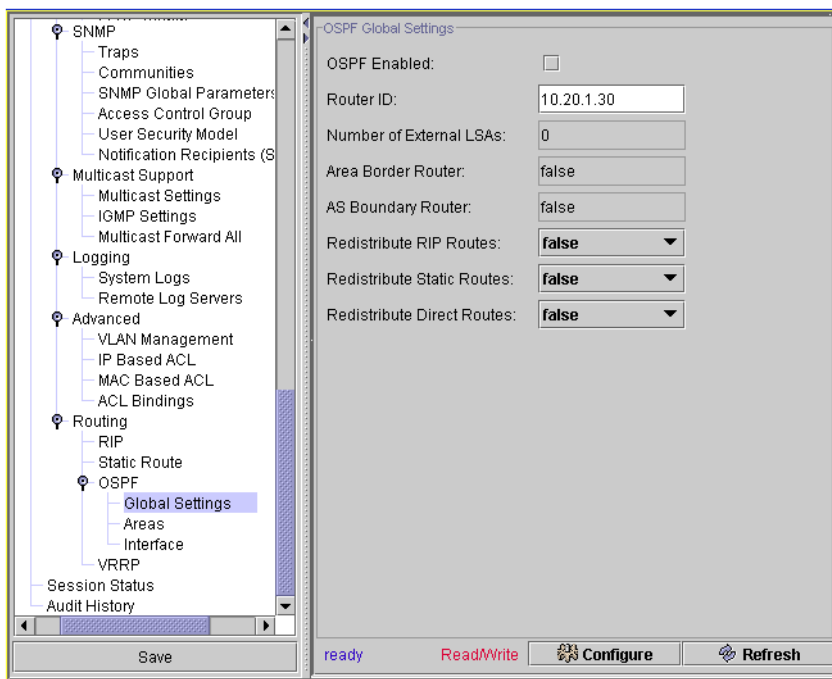 SNMP
Traps
Communities
SNMP Global Parameters
Access Control Group
User Security Model
Notification Recipients (S
Multicast Support
Multicast Settings
IGMP Settings
Multicast Forward All
Logging
System Logs
Remote Log Servers
Advanced
VLAN Management
IP Based ACL
MAC Based ACL
ACL Bindings
Routing
RIP
Static Route
OSPF
Global Settings
Areas
Interface
VRRP
Session Status
Audit History
Save
OSPF Global Settings
OSPF Enabled:
Router ID: 10.20.1.30
Number of External LSAs: 0
Area Border Router: false
AS Boundary Router: false
Redistribute RIP Routes: false
Redistribute Static Routes: false
Redistribute Direct Routes: false
ready Read/Write Configure Refresh